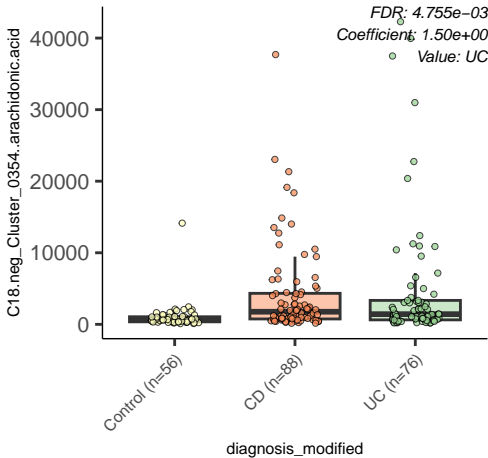 FDR: 4.755e−03
Coefficient: 1.50e+00
Value: UC
C18.neg_Cluster_0354..arachidonic.acid
40000
30000
20000
10000
0
Control (n=56)
CD (n=88)
UC (n=76)
diagnosis_modified